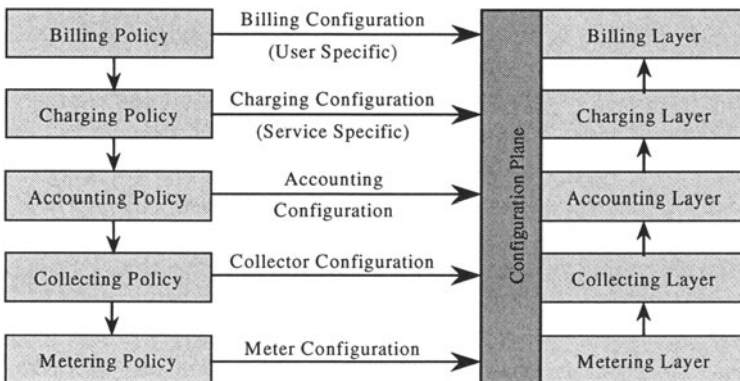 Billing Policy
Billing Configuration
(User Specific)
Billing Layer
Charging Policy
Charging Configuration
(Service Specific)
Charging Layer
Accounting Policy
Accounting
Configuration
Accounting Layer
Collecting Policy
Collector Configuration
Collecting Layer
Metering Policy
Meter Configuration
Metering Layer
Configuration Plane